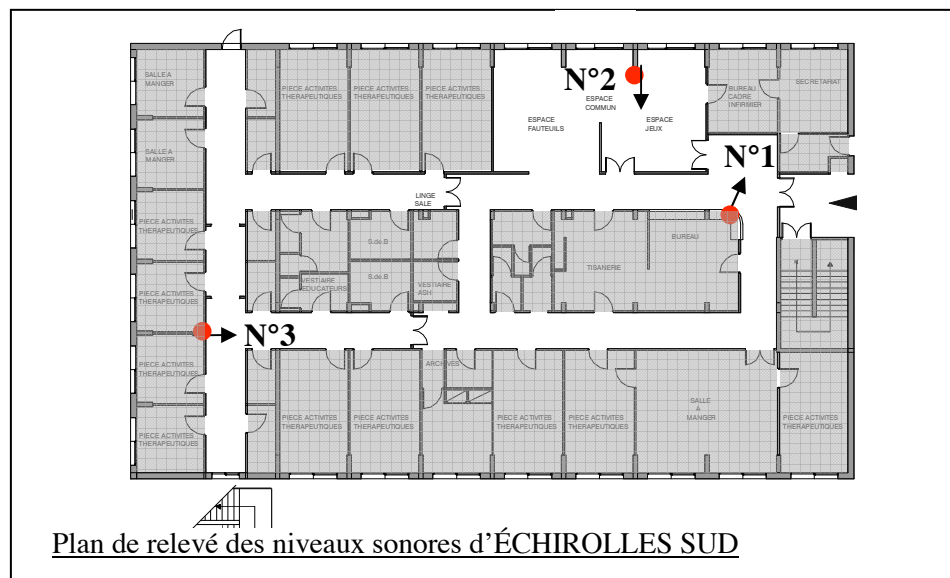 SALLE A
MANGER
PIECE ACTIVITES
THERAPEUTIQUES
PIECE ACTIVITES
THERAPEUTIQUES
PIECE ACTIVITES
THERAPEUTIQUES
N°2
ESPACE
COMMUN
ESPACE
FAUTEUILS
ESPACE
JEUX
BUREAU
CADRE
INFIRMIER
SECRETARIAT
N°1
SALLE A
MANGER
LINGE
SALE
PIECE ACTIVITES
THERAPEUTIQUES
S.de.B
BUREAU
TISANERIE
S.de.B
VESTIAIRE
EDUCATEURS
VESTIAIRE
ASH
PIECE ACTIVITES
THERAPEUTIQUES
N°3
PIECE ACTIVITES
THERAPEUTIQUES
ARCHIVES
PIECE ACTIVITES
THERAPEUTIQUES
PIECE ACTIVITES
THERAPEUTIQUES
PIECE ACTIVITES
THERAPEUTIQUES
PIECE ACTIVITES
THERAPEUTIQUES
PIECE ACTIVITES
THERAPEUTIQUES
SALLE
A
MANGER
PIECE ACTIVITES
THERAPEUTIQUES
Plan de relevé des niveaux sonores d'ÉCHIROLLES SUD